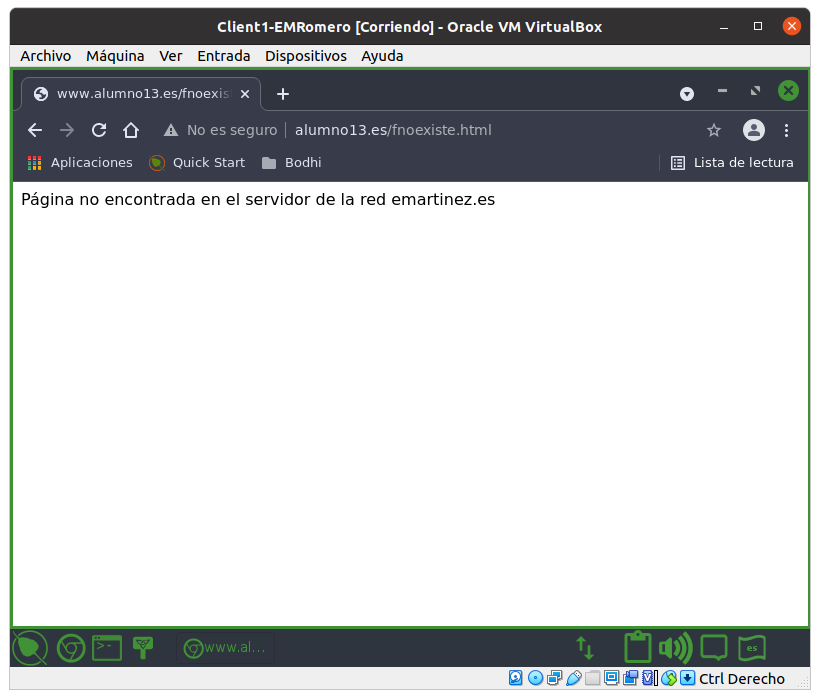 Client1-EMRomero [Corriendo] - Oracle VM VirtualBox
Archivo Máquina Ver Entrada Dispositivos Ayuda
www.alumno13.es/fnoexis
No es seguro alumno13.es/fnoexiste.html
Aplicaciones Quick Start Bodhi Lista de lectura
Página no encontrada en el servidor de la red emartinez.es
www.al... es
Ctrl Derecho